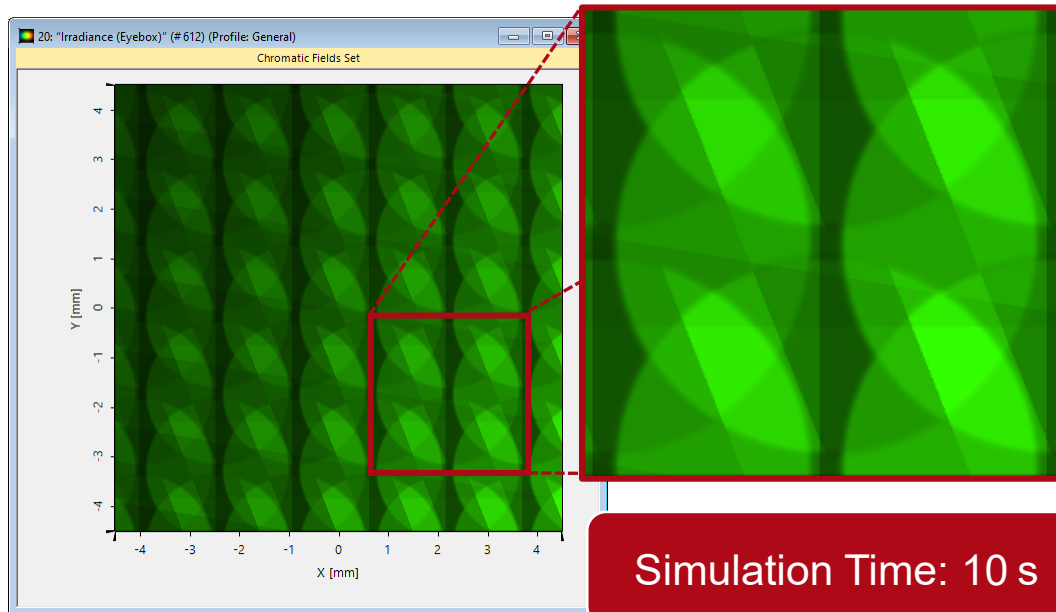 20: "Irradiance (Eyebox)" (#612) (Profile: General)
Chromatic Fields Set
4
3
2
1
0
-1
-2
-3
-4
Y [mm]
-4 -3 -2 -1 0 1 2 3 4
X [mm]
Simulation Time: 10 s